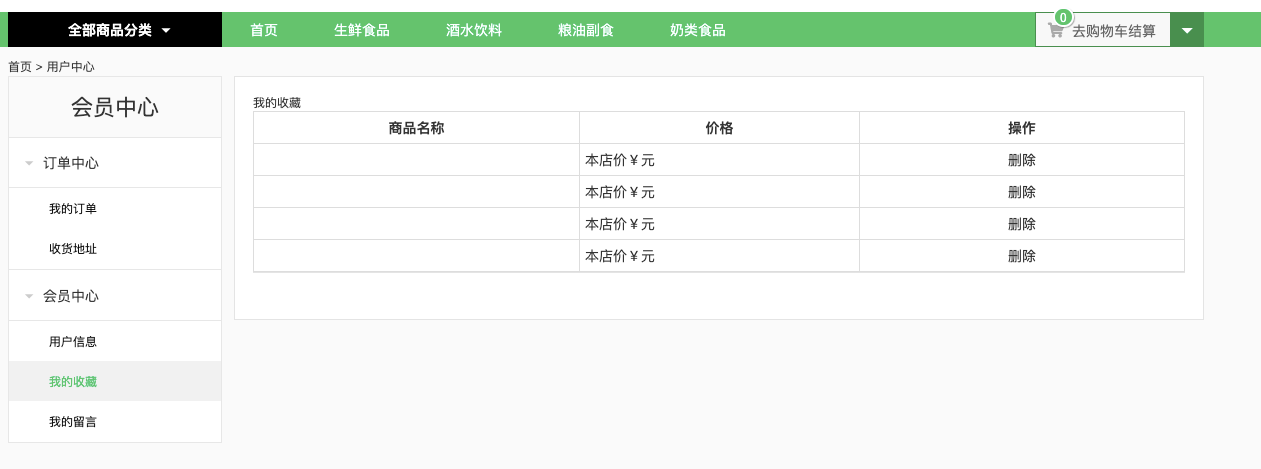 全部商品分类 首页 生鲜食品 酒水饮料 粮油副食 奶类食品 0 去购物车结算
首页 > 用户中心
会员中心
订单中心
我的订单
收货地址
会员中心
用户信息
我的收藏
我的留言
我的收藏
商品名称 价格 操作
本店价￥元 删除
本店价￥元 删除
本店价￥元 删除
本店价￥元 删除